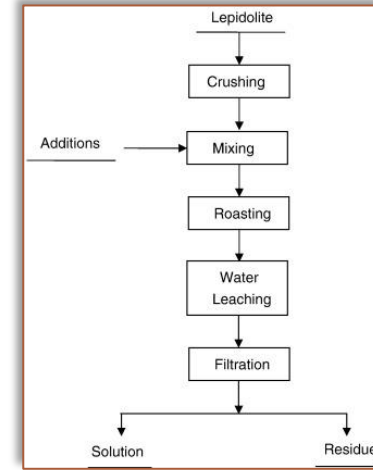 Lepidolite
Crushing
Additions
Mixing
Roasting
Water
Leaching
Filtration
Solution
Residue